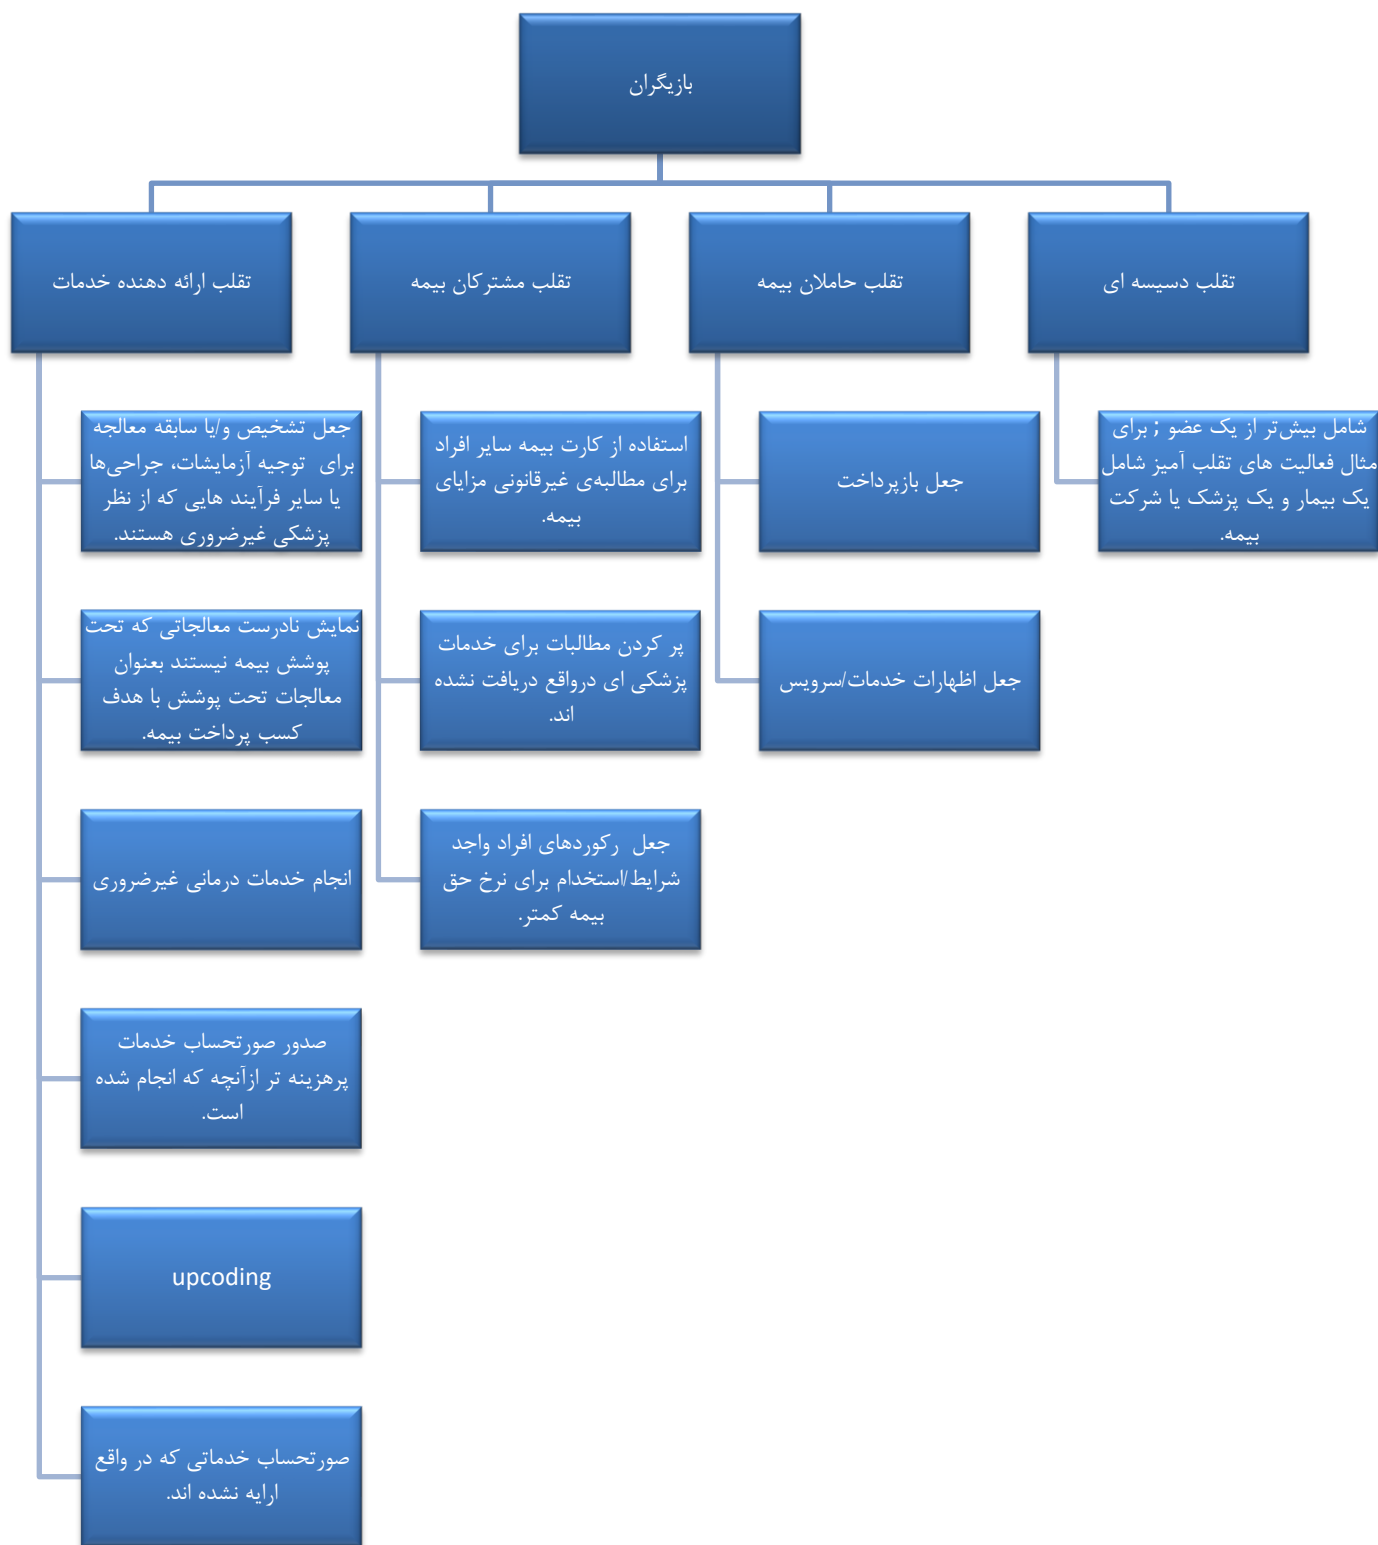 بازیگران
تقلب دسیسه ای
شامل بیش‌تر از یک عضو ; برای
مثال فعالیت های تقلب آمیز شامل
یک بیمار و یک پزشک یا شرکت
بیمه.
تقلب حاملان بیمه
جعل بازپرداخت
جعل اظهارات خدمات/سرویس
تقلب مشترکان بیمه
استفاده از کارت بیمه سایر افراد
برای مطالبه‌ی غیرقانونی مزایای
بیمه.
پر کردن مطالبات برای خدمات
پزشکی ای درواقع دریافت نشده
اند.
جعل رکوردهای افراد واجد
شرایط/استخدام برای نرخ حق
بیمه کمتر.
تقلب ارائه دهنده خدمات
جعل تشخیص و/یا سابقه معالجه
برای توجیه آزمایشات، جراحی‌ها
یا سایر فرآیند هایی که از نظر
پزشکی غیرضروری هستند.
نمایش نادرست معالجاتی که تحت
پوشش بیمه نیستند بعنوان
معالجات تحت پوشش با هدف
کسب پرداخت بیمه.
انجام خدمات درمانی غیرضروری
صدور صورتحساب خدمات
پرهزینه تر ازآنچه که انجام شده
است.
upcoding
صورتحساب خدماتی که در واقع
ارایه نشده اند.